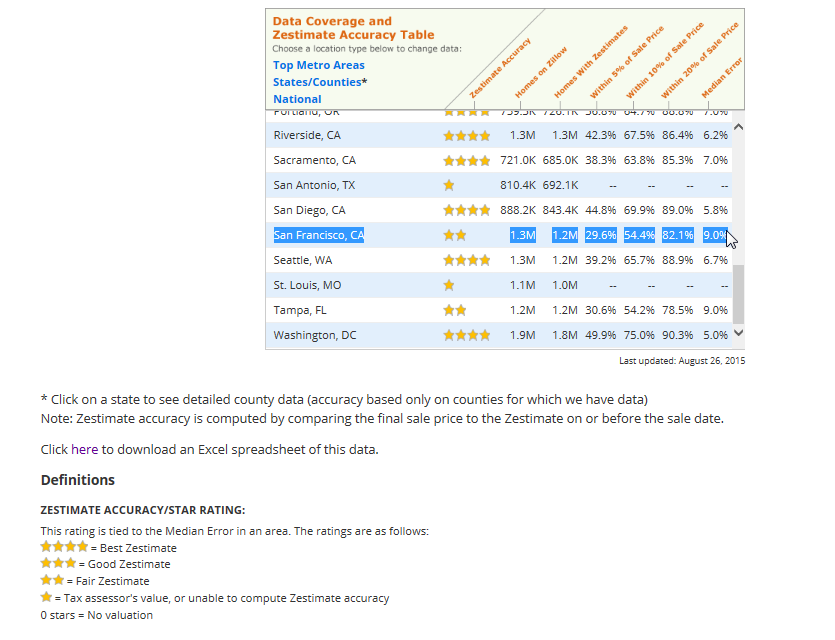 Data Coverage and
Zestimate Accuracy Table
Choose a location type below to change data:
Top Metro Areas
States/Counties*
National
Zestimate Accuracy
Homes on Zillow
Homes With Zestimates
Within 5% of Sale Price
Within 10% of Sale Price
Within 20% of Sale Price
Median Error
Portland, OR 759.5K 726.1K 36.8% 64.7% 88.8% 7.0%
Riverside, CA 1.3M 1.3M 42.3% 67.5% 86.4% 6.2%
Sacramento, CA 721.0K 685.0K 38.3% 63.8% 85.3% 7.0%
San Antonio, TX 810.4K 692.1K -- -- -- --
San Diego, CA 888.2K 843.4K 44.8% 69.9% 89.0% 5.8%
San Francisco, CA 1.3M 1.2M 29.6% 54.4% 82.1% 9.0%
Seattle, WA 1.3M 1.2M 39.2% 65.7% 88.9% 6.7%
St. Louis, MO 1.1M 1.0M -- -- -- --
Tampa, FL 1.2M 1.2M 30.6% 54.2% 78.5% 9.0%
Washington, DC 1.9M 1.8M 49.9% 75.0% 90.3% 5.0%
Last updated: August 26, 2015
* Click on a state to see detailed county data (accuracy based only on counties for which we have data)
Note: Zestimate accuracy is computed by comparing the final sale price to the Zestimate on or before the sale date.
Click here to download an Excel spreadsheet of this data.
Definitions
ZESTIMATE ACCURACY/STAR RATING:
This rating is tied to the Median Error in an area. The ratings are as follows:
= Best Zestimate
= Good Zestimate
= Fair Zestimate
= Tax assessor's value, or unable to compute Zestimate accuracy
0 stars = No valuation